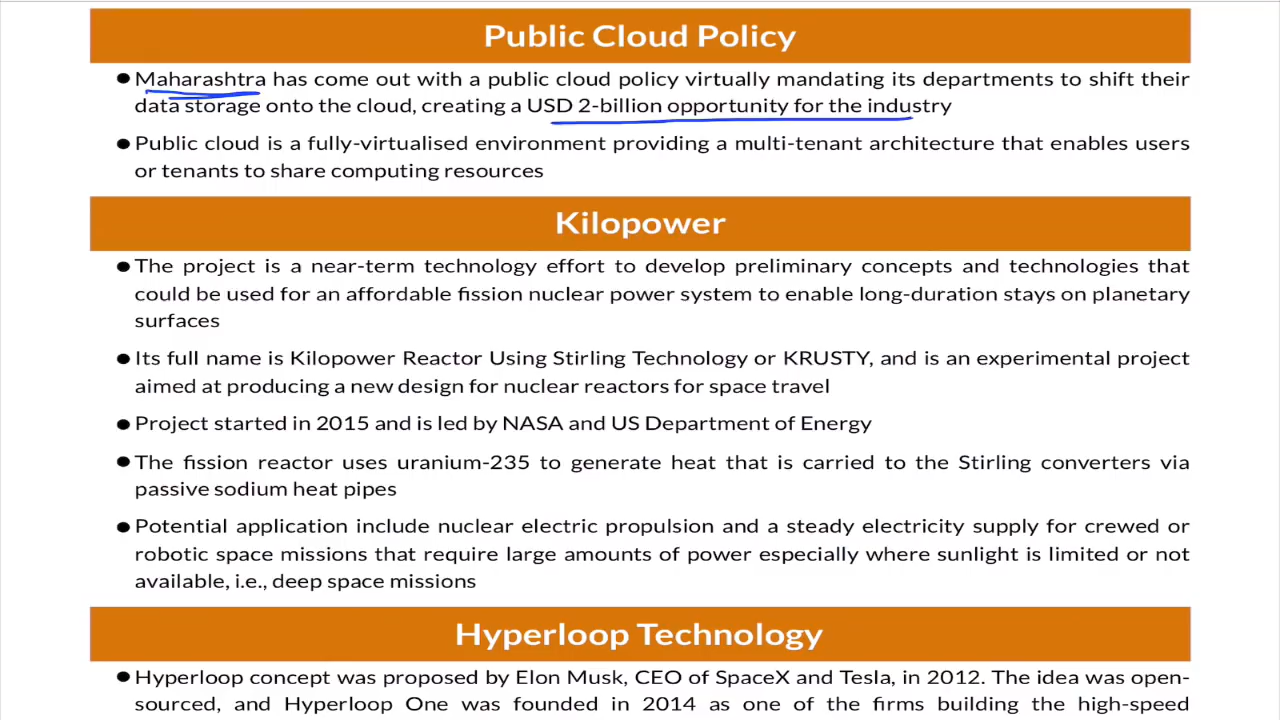 Public Cloud Policy
● Maharashtra has come out with a public cloud policy virtually mandating its departments to shift their
data storage onto the cloud, creating a USD 2-billion opportunity for the industry
● Public cloud is a fully-virtualised environment providing a multi-tenant architecture that enables users
or tenants to share computing resources
Kilopower
● The project is a near-term technology effort to develop preliminary concepts and technologies that
could be used for an affordable fission nuclear power system to enable long-duration stays on planetary
surfaces
● Its full name is Kilopower Reactor Using Stirling Technology or KRUSTY, and is an experimental project
aimed at producing a new design for nuclear reactors for space travel
● Project started in 2015 and is led by NASA and US Department of Energy
● The fission reactor uses uranium-235 to generate heat that is carried to the Stirling converters via
passive sodium heat pipes
● Potential application include nuclear electric propulsion and a steady electricity supply for crewed or
robotic space missions that require large amounts of power especially where sunlight is limited or not
available, i.e., deep space missions
Hyperloop Technology
● Hyperloop concept was proposed by Elon Musk, CEO of SpaceX and Tesla, in 2012. The idea was open-
sourced, and Hyperloop One was founded in 2014 as one of the firms building the high-speed